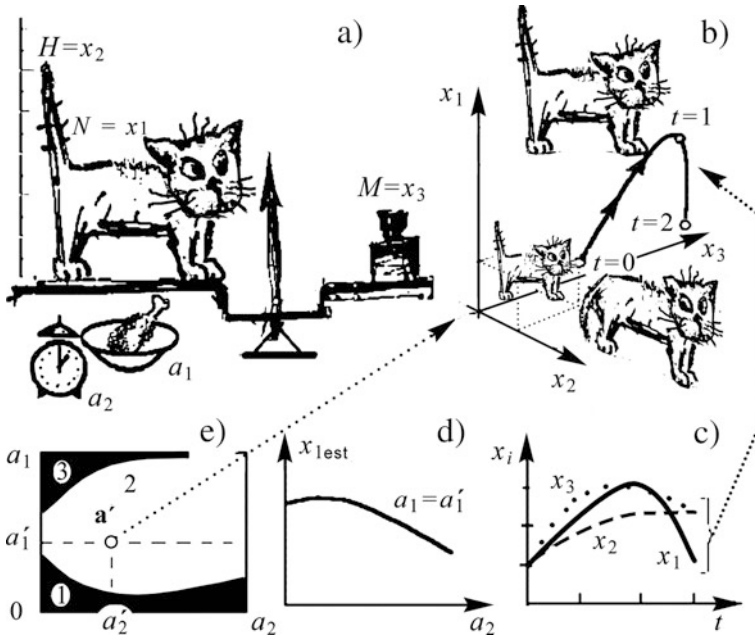 a)
H=x₂
N = x₁
M=x₃
a₁
a₂
b)
x₁
t=1
t=2
t=0
x₃
x₂
e)
a₁
3
2
a′
a′₁
1
0
a′₂
a₂
d)
x₁est
a₁=a′₁
a₂
c)
xᵢ
x₃
x₂
x₁
t